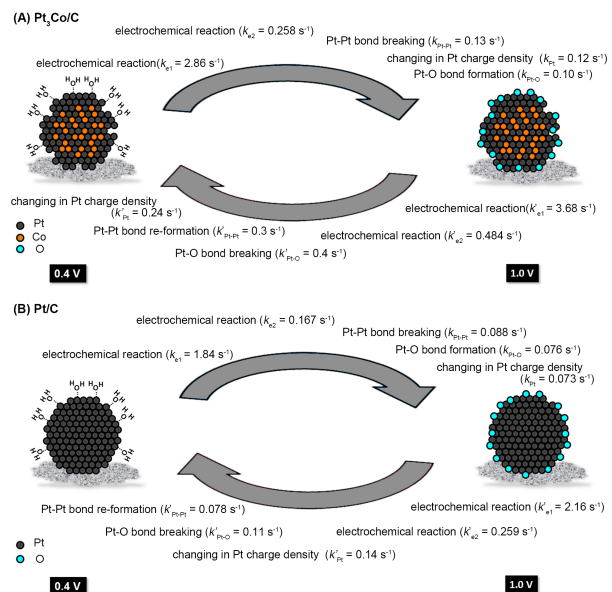 (A) Pt3Co/C
electrochemical reaction (ke2 = 0.258 s-1)
Pt-Pt bond breaking (kPt-Pt = 0.13 s-1)
electrochemical reaction(ke1 = 2.86 s-1)
changing in Pt charge density (kPt = 0.12 s-1)
Pt-O bond formation (kPt-O = 0.10 s-1)
changing in Pt charge density
(k'Pt = 0.24 s-1)
electrochemical reaction(k'e1 = 3.68 s-1)
Pt-Pt bond re-formation (k'Pt-Pt = 0.3 s-1)
electrochemical reaction (k'e2 = 0.484 s-1)
Pt-O bond breaking (k'Pt-O = 0.4 s-1)
Pt
Co
O
0.4 V
1.0 V
(B) Pt/C
electrochemical reaction (ke2 = 0.167 s-1)
Pt-Pt bond breaking (kPt-Pt = 0.088 s-1)
electrochemical reaction (ke1 = 1.84 s-1)
Pt-O bond formation (kPt-O = 0.076 s-1)
changing in Pt charge density
(kPt = 0.073 s-1)
Pt-Pt bond re-formation (k'Pt-Pt = 0.078 s-1)
electrochemical reaction (k'e1 = 2.16 s-1)
Pt-O bond breaking (k'Pt-O = 0.11 s-1)
electrochemical reaction (k'e2 = 0.259 s-1)
changing in Pt charge density (k'Pt = 0.14 s-1)
Pt
O
0.4 V
1.0 V